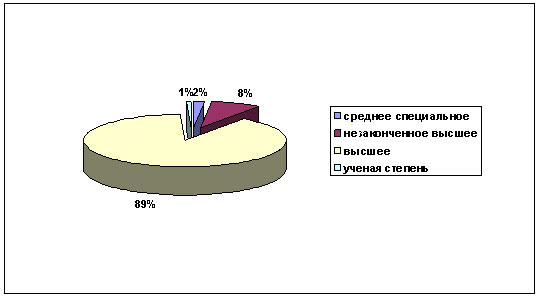 1% 2%
8%
89%
среднее специальное
незаконченное высшее
высшее
ученая степень